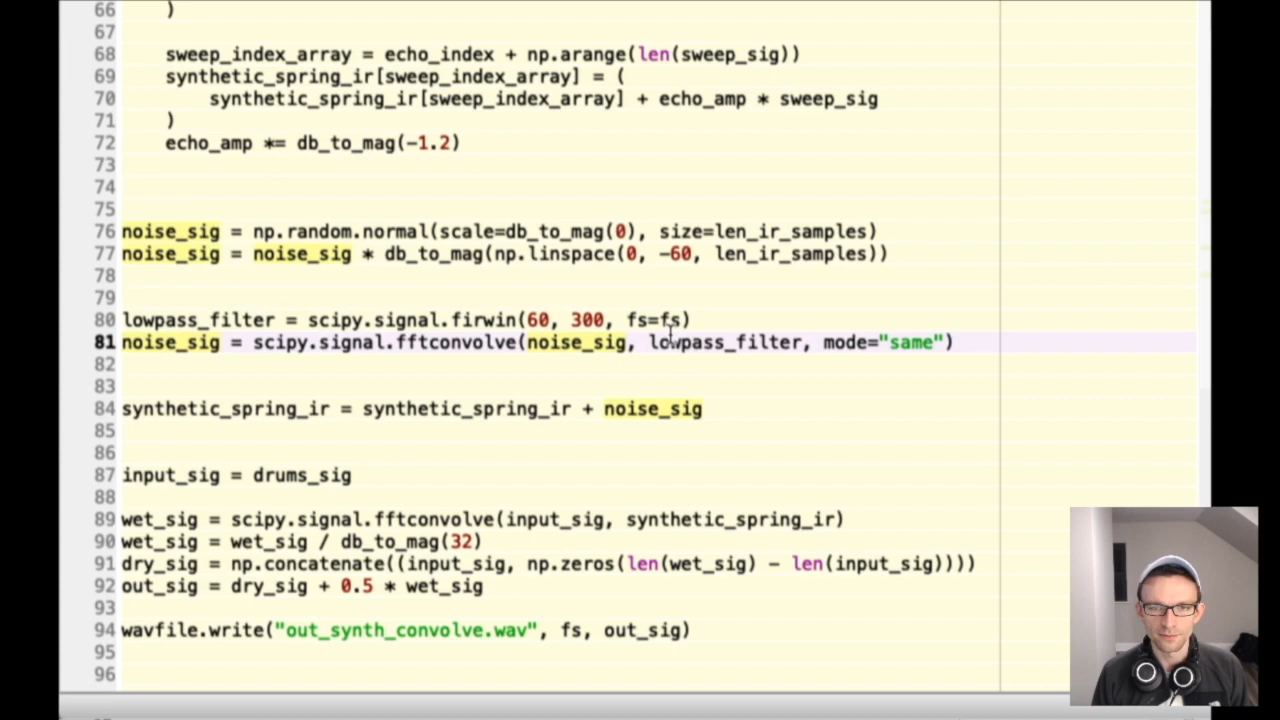 66 )
67
68 sweep_index_array = echo_index + np.arange(len(sweep_sig))
69 synthetic_spring_ir[sweep_index_array] = (
70 synthetic_spring_ir[sweep_index_array] + echo_amp * sweep_sig
71 )
72 echo_amp *= db_to_mag(-1.2)
73
74
75
76 noise_sig = np.random.normal(scale=db_to_mag(0), size=len_ir_samples)
77 noise_sig = noise_sig * db_to_mag(np.linspace(0, -60, len_ir_samples))
78
79
80 lowpass_filter = scipy.signal.firwin(60, 300, fs=fs)
81 noise_sig = scipy.signal.fftconvolve(noise_sig, lowpass_filter, mode="same")
82
83
84 synthetic_spring_ir = synthetic_spring_ir + noise_sig
85
86
87 input_sig = drums_sig
88
89 wet_sig = scipy.signal.fftconvolve(input_sig, synthetic_spring_ir)
90 wet_sig = wet_sig / db_to_mag(32)
91 dry_sig = np.concatenate((input_sig, np.zeros(len(wet_sig) - len(input_sig))))
92 out_sig = dry_sig + 0.5 * wet_sig
93
94 wavfile.write("out_synth_convolve.wav", fs, out_sig)
95
96